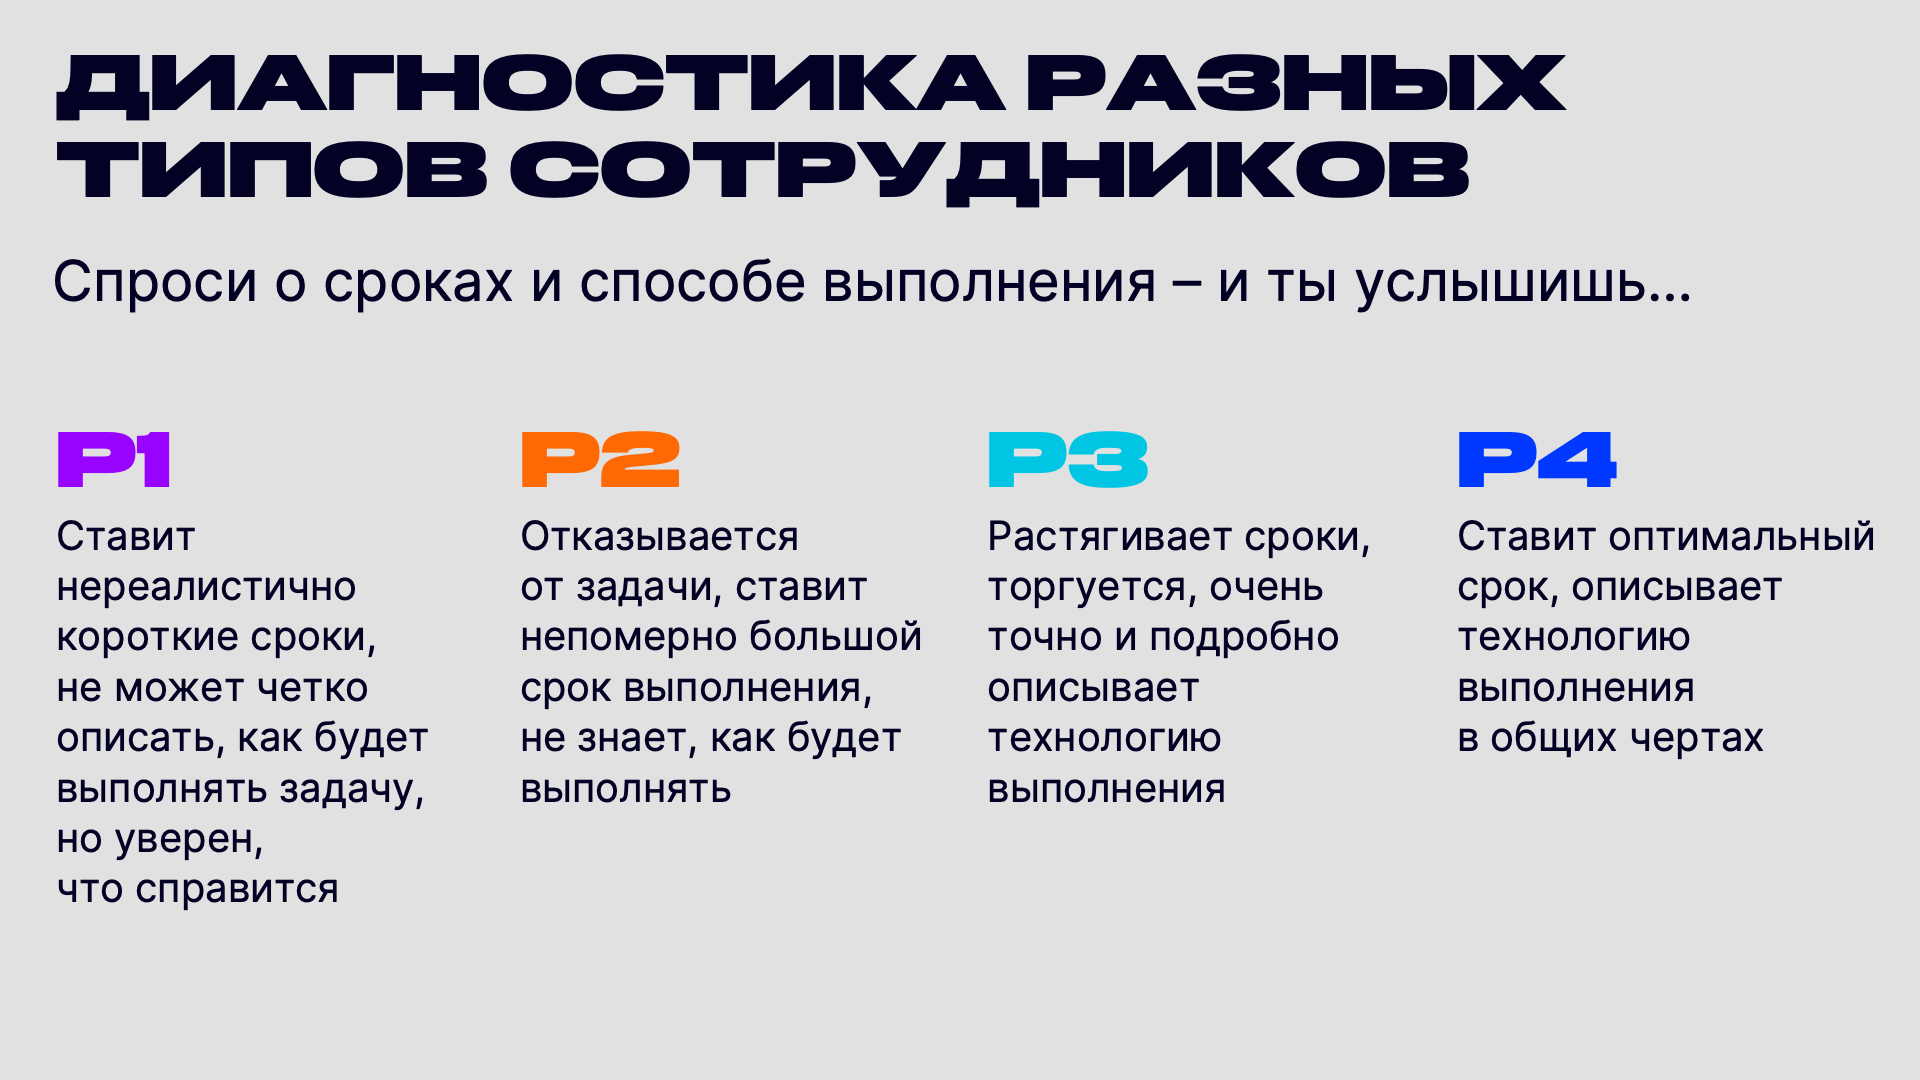 ДИАГНОСТИКА РАЗНЫХ
ТИПОВ СОТРУДНИКОВ
Спроси о сроках и способе выполнения – и ты услышишь...
P1
Ставит
нереалистично
короткие сроки,
не может четко
описать, как будет
выполнять задачу,
но уверен,
что справится
P2
Отказывается
от задачи, ставит
непомерно большой
срок выполнения,
не знает, как будет
выполнять
P3
Растягивает сроки,
торгуется, очень
точно и подробно
описывает
технологию
выполнения
P4
Ставит оптимальный
срок, описывает
технологию
выполнения
в общих чертах